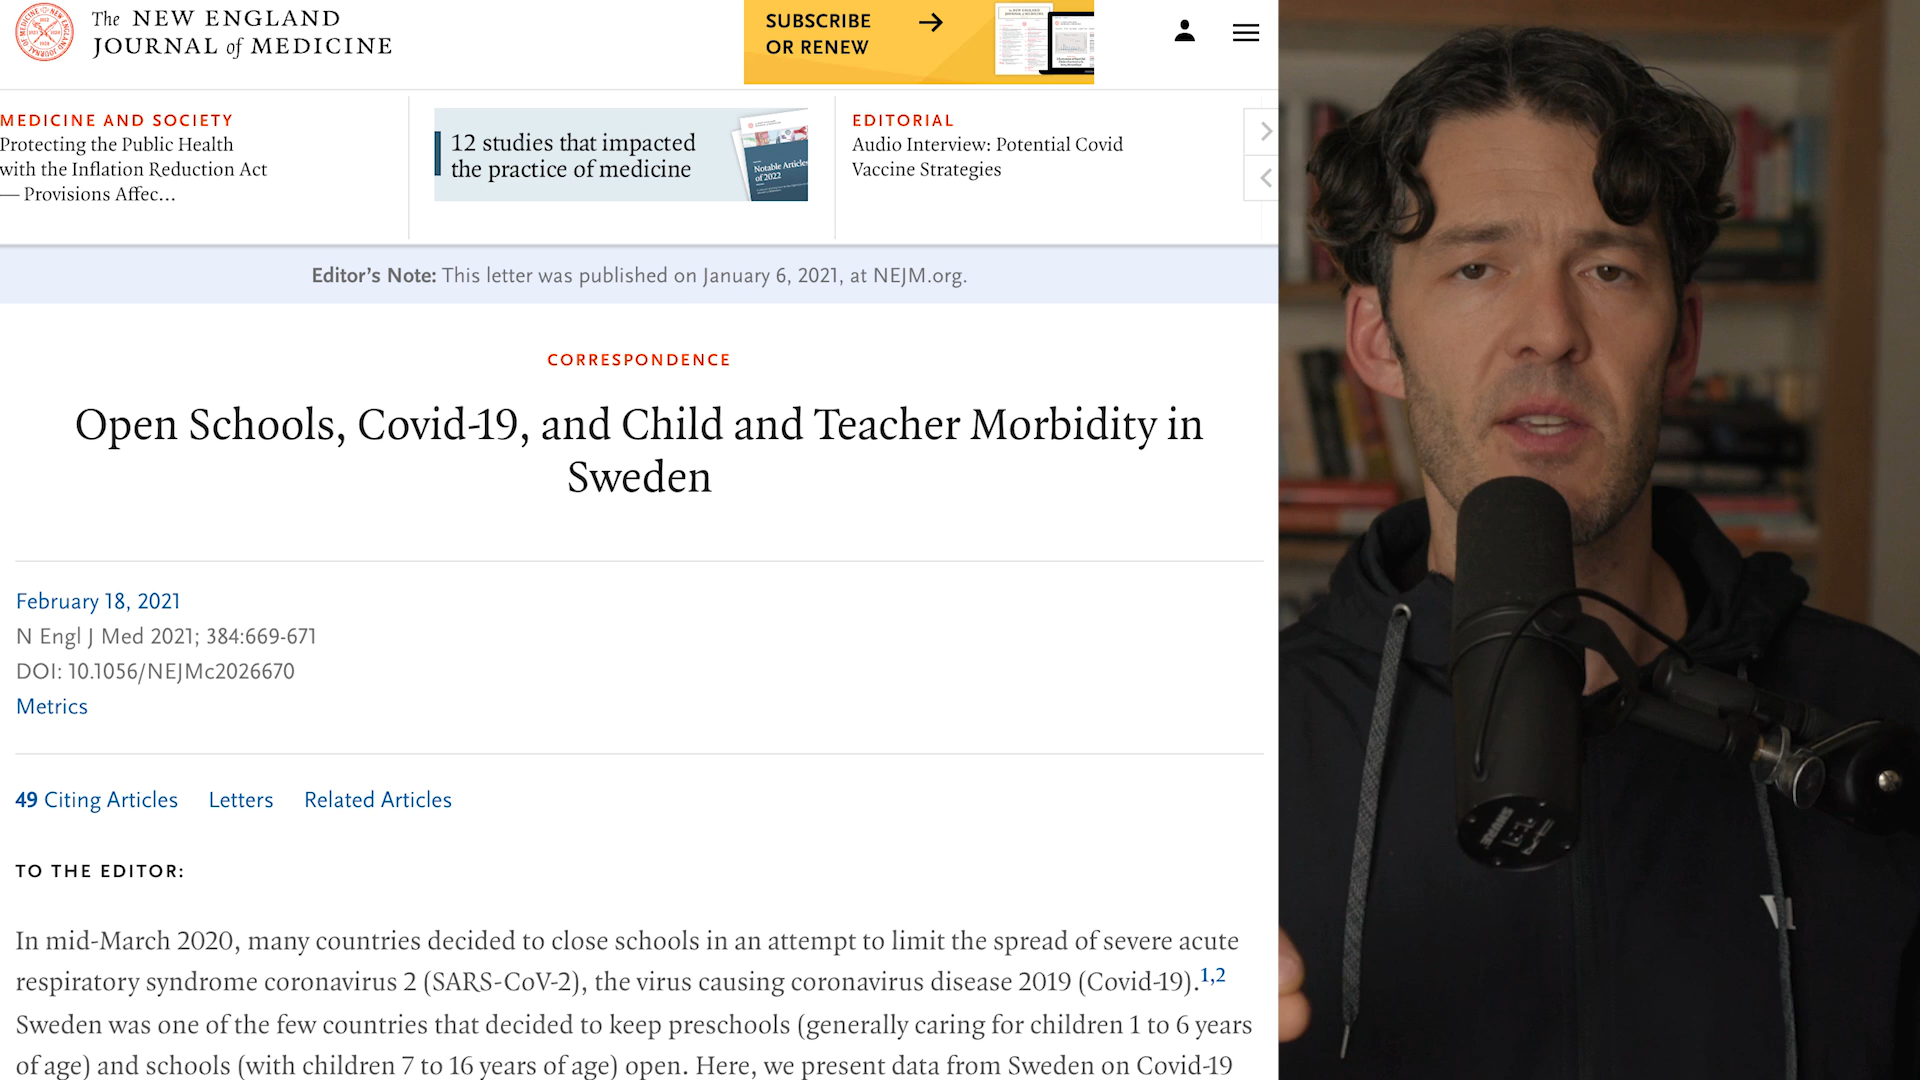 The NEW ENGLAND
JOURNAL of MEDICINE
SUBSCRIBE
OR RENEW
MEDICINE AND SOCIETY
Protecting the Public Health
with the Inflation Reduction Act
— Provisions Affec...
12 studies that impacted
the practice of medicine
Notable Articles
of 2022
EDITORIAL
Audio Interview: Potential Covid
Vaccine Strategies
Editor's Note: This letter was published on January 6, 2021, at NEJM.org.
CORRESPONDENCE
Open Schools, Covid-19, and Child and Teacher Morbidity in
Sweden
February 18, 2021
N Engl J Med 2021; 384:669-671
DOI: 10.1056/NEJMc2026670
Metrics
49 Citing Articles Letters Related Articles
TO THE EDITOR:
In mid-March 2020, many countries decided to close schools in an attempt to limit the spread of severe acute
respiratory syndrome coronavirus 2 (SARS-CoV-2), the virus causing coronavirus disease 2019 (Covid-19).1,2
Sweden was one of the few countries that decided to keep preschools (generally caring for children 1 to 6 years
of age) and schools (with children 7 to 16 years of age) open. Here, we present data from Sweden on Covid-19